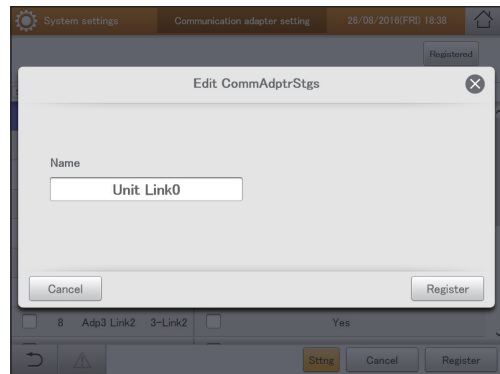 System settings Communication adapter setting 26/08/2016(FRI) 18:38
Registered
Edit CommAdptrStgs
Name
Unit Link0
Cancel Register
8 Adp3 Link2 3-Link2 Yes
Sttng Cancel Register